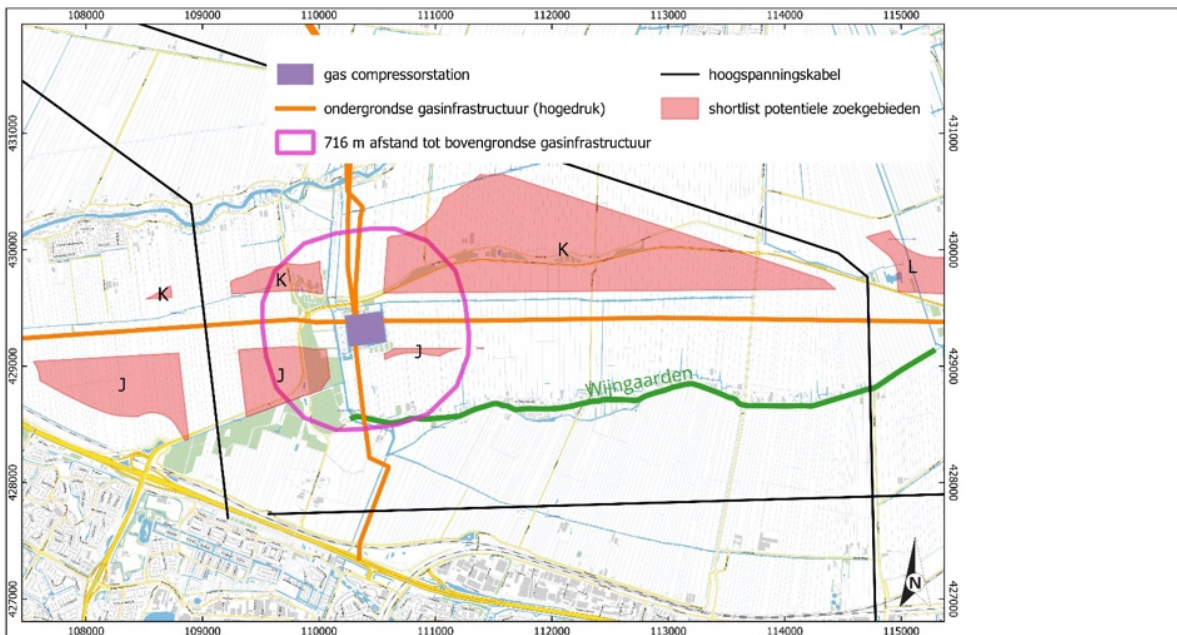 108000 109000 110000 111000 112000 113000 114000 115000
gas compressorstation
hoogspanningskabel
ondergrondse gasinfrastructuur (hogedruk)
shortlist potentiele zoekgebieden
716 m afstand tot bovengrondse gasinfrastructuur
431000 431000
430000 430000
K
K
K
L
429000 429000
J
J
J
Wijngaarden
428000 428000
N
427000 427000
108000 109000 110000 111000 112000 113000 114000 115000